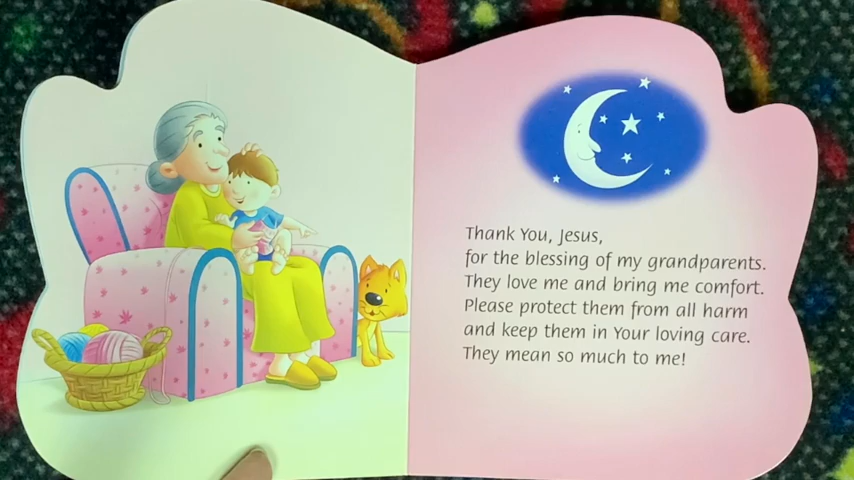 Thank You, Jesus,
for the blessing of my grandparents.
They love me and bring me comfort.
Please protect them from all harm
and keep them in Your loving care.
They mean so much to me!